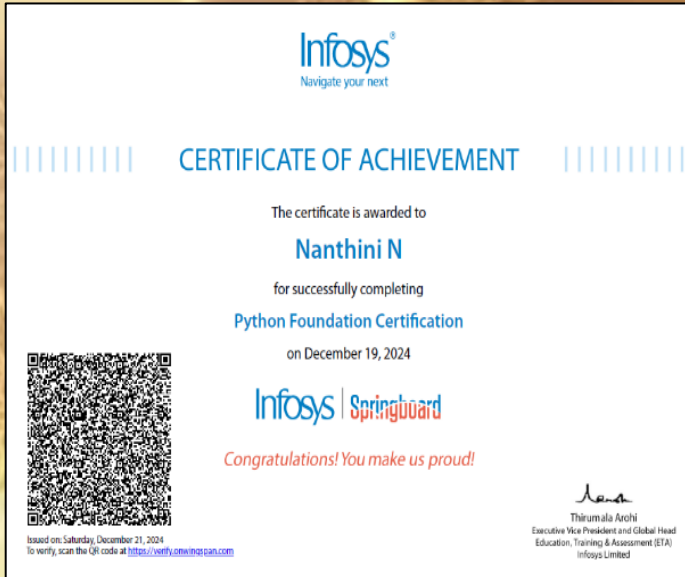 Infosys®
Navigate your next
CERTIFICATE OF ACHIEVEMENT
The certificate is awarded to
Nanthini N
for successfully completing
Python Foundation Certification
on December 19, 2024
Infosys | Springboard
Congratulations! You make us proud!
Issued on: Saturday, December 21, 2024
To verify, scan the QR code at https://verify.onwingspan.com
Thirumala Arohi
Executive Vice President and Global Head
Education, Training & Assessment (ETA)
Infosys Limited